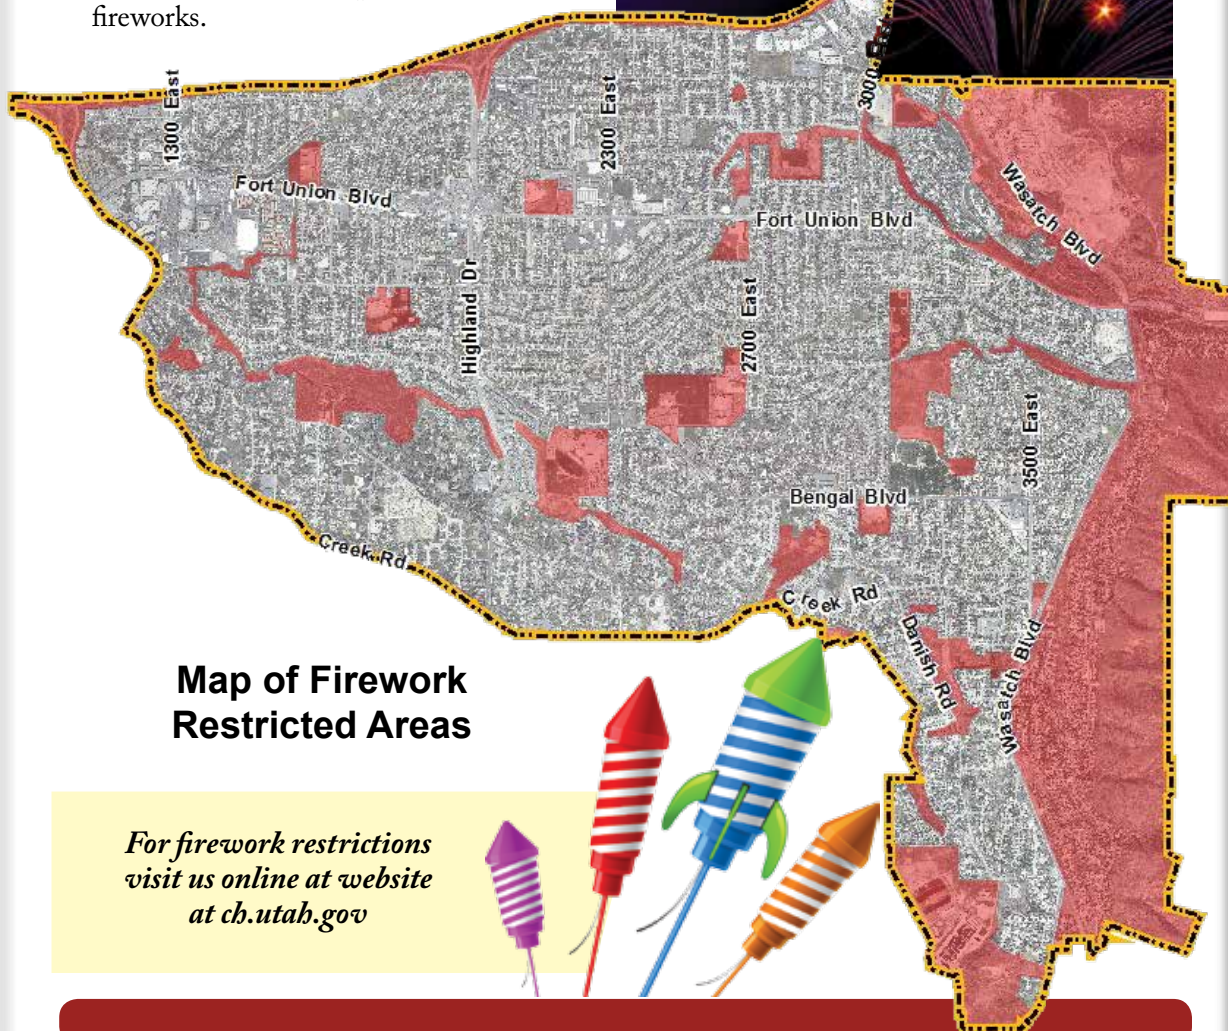 fireworks.
1300 East
2300 East
3000 East
Fort Union Blvd
Wasatch Blvd
Fort Union Blvd
Highland Dr
2700 East
3500 East
Bengal Blvd
Creek Rd
Creek Rd
Danish Rd
Wasatch Blvd
Map of Firework
Restricted Areas
For firework restrictions
visit us online at website
at ch.utah.gov